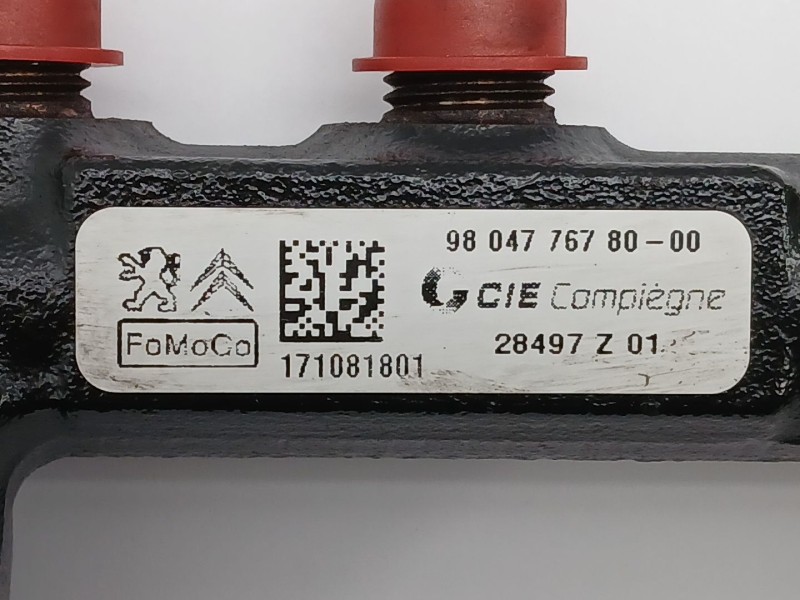 98 047 767 80-00
CIE Compiègne
FoMoCo
28497 Z 01
171081801